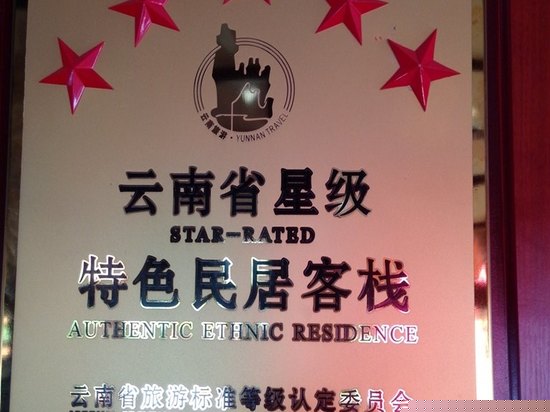 云南旅游·YUNNAN TRAVEL
云南省星级
STAR-RATED
特色民居客栈
AUTHENTIC ETHNIC RESIDENCE
云南省旅游标准等级认定委员会